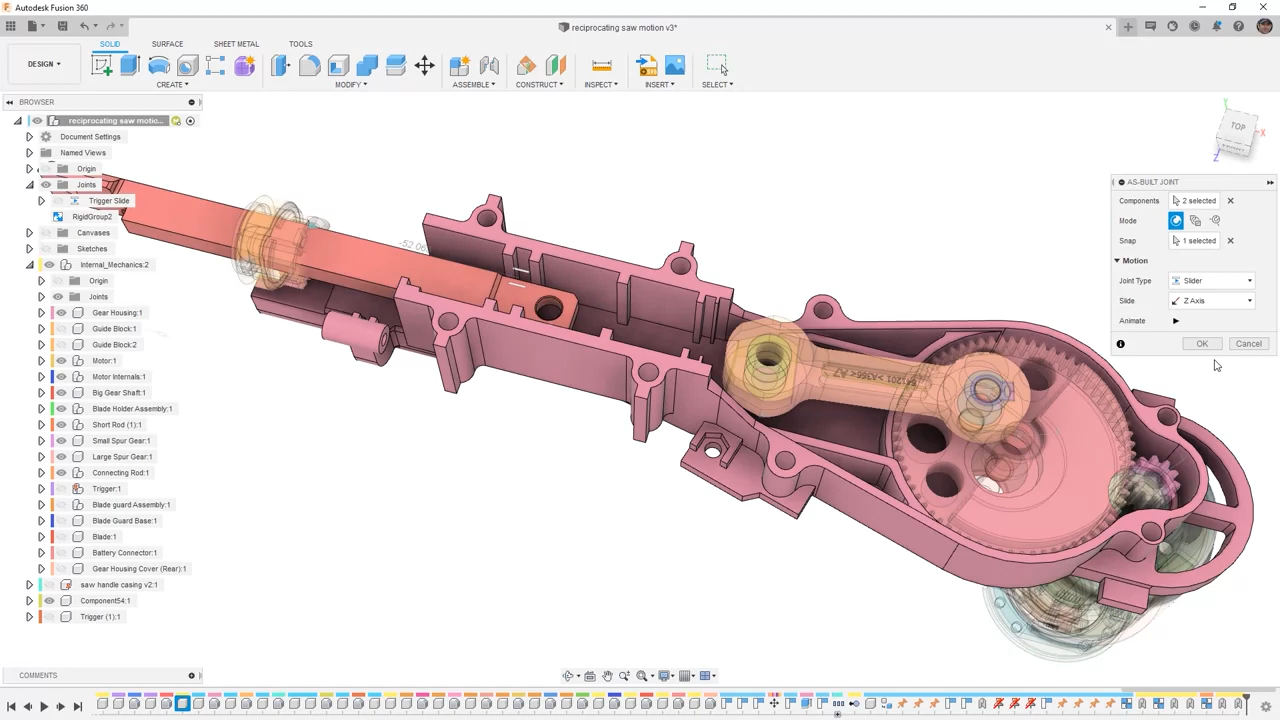 Autodesk Fusion 360
reciprocating saw motion v3*
DESIGN
SOLID
SURFACE
SHEET METAL
TOOLS
CREATE
MODIFY
ASSEMBLE
CONSTRUCT
INSPECT
INSERT
SELECT
BROWSER
reciprocating saw motio...
Document Settings
Named Views
Origin
Joints
Trigger Slide
RigidGroup2
Canvases
Sketches
Internal_Mechanics:2
Origin
Joints
Gear Housing:1
Guide Block:1
Guide Block:2
Motor:1
Motor Internals:1
Big Gear Shaft:1
Blade Holder Assembly:1
Short Rod (1):1
Small Spur Gear:1
Large Spur Gear:1
Connecting Rod:1
Trigger:1
Blade guard Assembly:1
Blade Guard Base:1
Blade:1
Battery Connector:1
Gear Housing Cover (Rear):1
saw handle casing v2:1
Component54:1
Trigger (1):1
TOP
X
Y
Z
AS-BUILT JOINT
Components 2 selected
Mode
Snap 1 selected
Motion
Joint Type Slider
Slide Z Axis
Animate
OK Cancel
COMMENTS